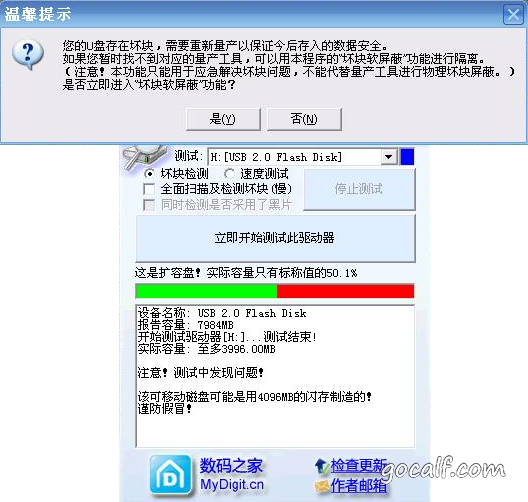 温馨提示
您的U盘存在坏块，需要重新量产以保证今后存入的数据安全。
如果您暂时找不到对应的量产工具，可以用本程序的"坏块软屏蔽"功能进行隔离。
（注意！本功能只能用于应急解决坏块问题，不能代替量产工具进行物理坏块屏蔽。）
是否立即进入"坏块软屏蔽"功能？
是(Y) 否(N)
测试: H:[USB 2.0 Flash Disk]
坏块检测 速度测试
全面扫描及检测坏块(慢)
同时检测是否采用了黑片
停止测试
立即开始测试此驱动器
这是扩容盘！实际容量只有标称值的50.1%
设备名称: USB 2.0 Flash Disk
报告容量: 7984MB
开始测试驱动器[H:]...测试结束!
实际容量: 至多3996.00MB
注意！测试中发现问题！
该可移动磁盘可能是用4096MB的闪存制造的!
谨防假冒!
数码之家
MyDigit.cn
检查更新
作者邮箱
gocalf.com